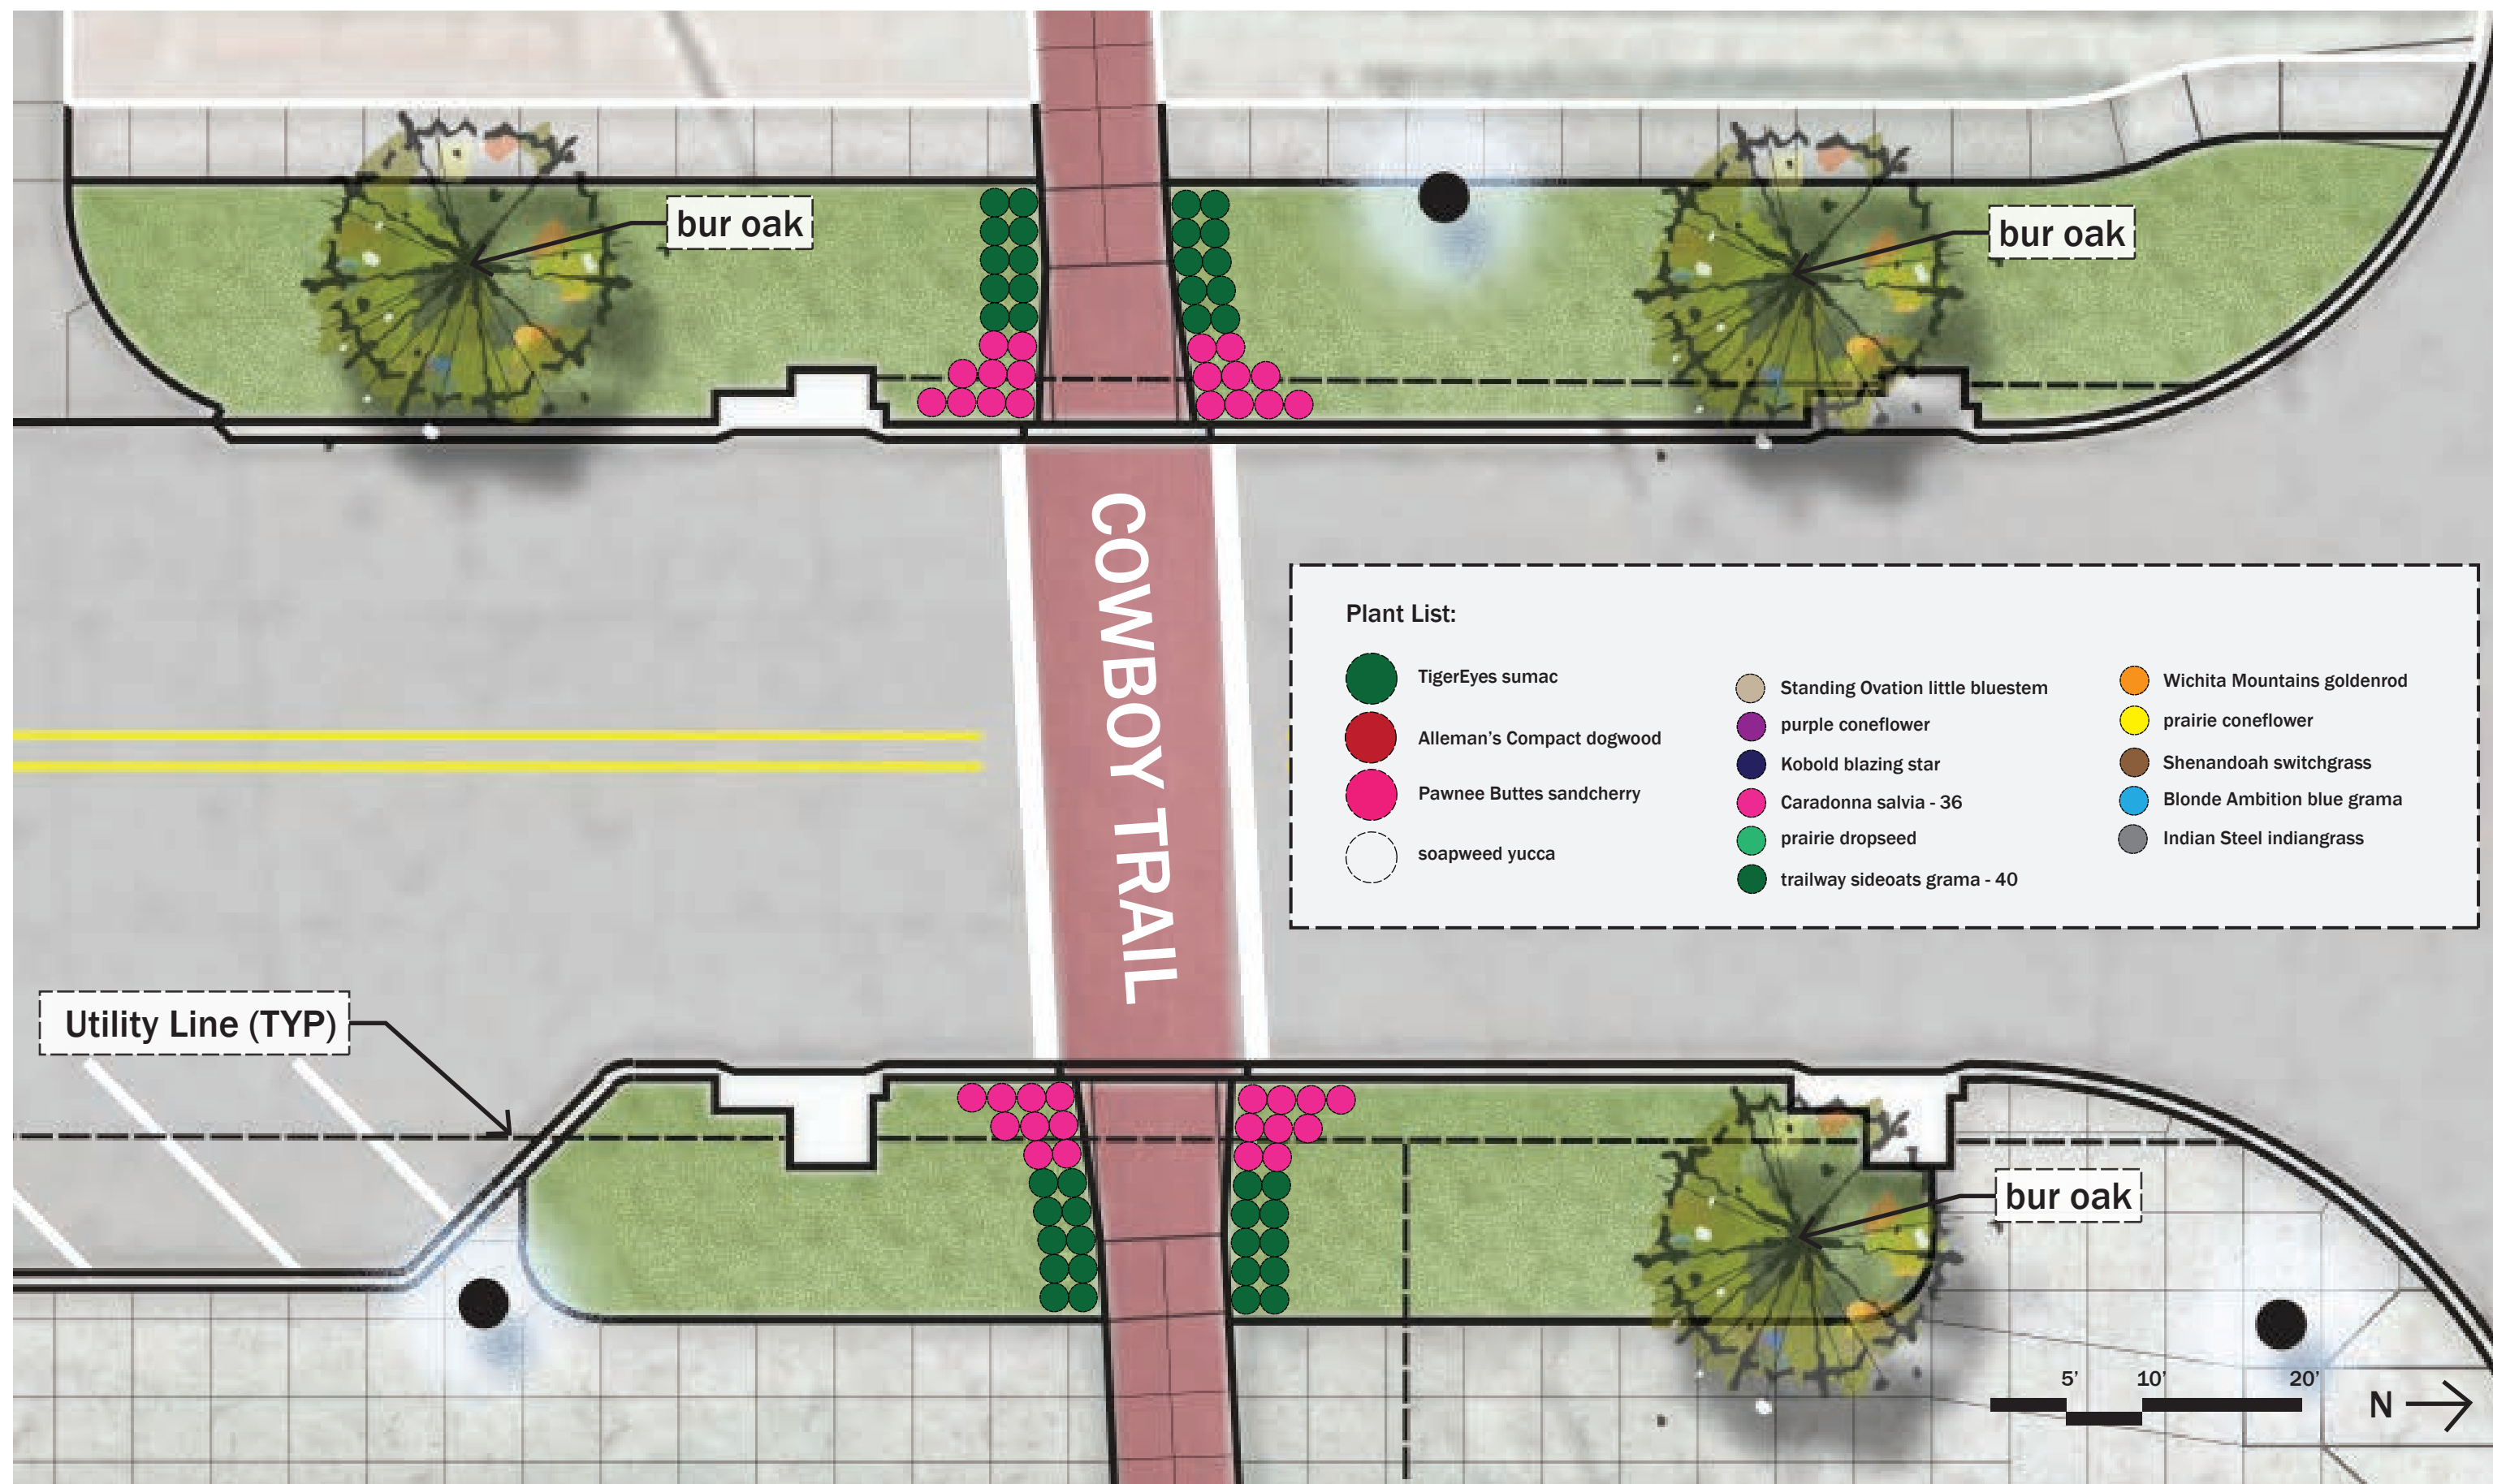 bur oak
bur oak
COWBOY TRAIL
Plant List:
TigerEyes sumac
Alleman's Compact dogwood
Pawnee Buttes sandcherry
soapweed yucca
Standing Ovation little bluestem
purple coneflower
Kobold blazing star
Caradonna salvia - 36
prairie dropseed
trailway sideoats grama - 40
Wichita Mountains goldenrod
prairie coneflower
Shenandoah switchgrass
Blonde Ambition blue grama
Indian Steel indiangrass
Utility Line (TYP)
bur oak
5' 10' 20'
N